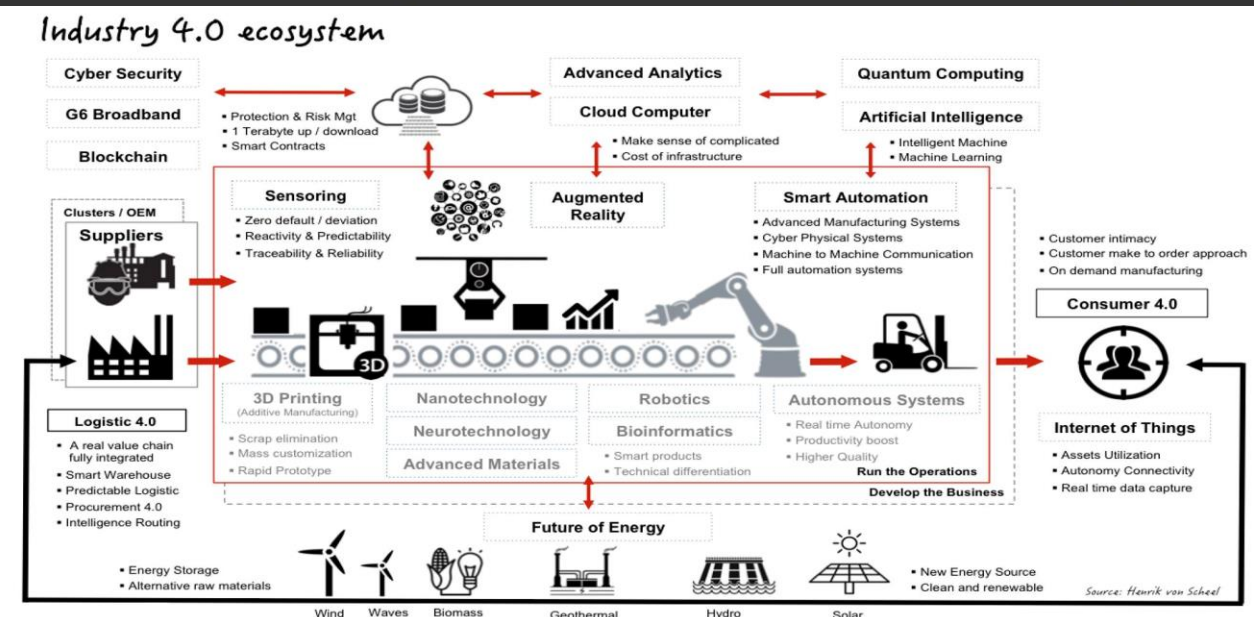 Industry 4.0 ecosystem
Cyber Security
G6 Broadband
Blockchain
▪ Protection & Risk Mgt
▪ 1 Terabyte up / download
▪ Smart Contracts
Advanced Analytics
Cloud Computer
▪ Make sense of complicated
▪ Cost of infrastructure
Quantum Computing
Artificial Intelligence
▪ Intelligent Machine
▪ Machine Learning
Clusters / OEM
Suppliers
Sensoring
▪ Zero default / deviation
▪ Reactivity & Predictability
▪ Traceability & Reliability
Augmented
Reality
Smart Automation
▪ Advanced Manufacturing Systems
▪ Cyber Physical Systems
▪ Machine to Machine Communication
▪ Full automation systems
▪ Customer intimacy
▪ Customer make to order approach
▪ On demand manufacturing
Consumer 4.0
3D
3D Printing
(Additive Manufacturing)
▪ Scrap elimination
▪ Mass customization
▪ Rapid Prototype
Nanotechnology
Neurotechnology
Advanced Materials
Robotics
Bioinformatics
▪ Smart products
▪ Technical differentiation
Autonomous Systems
▪ Real time Autonomy
▪ Productivity boost
▪ Higher Quality
Run the Operations
Develop the Business
Logistic 4.0
▪ A real value chain
fully integrated
▪ Smart Warehouse
▪ Predictable Logistic
▪ Procurement 4.0
▪ Intelligence Routing
Internet of Things
▪ Assets Utilization
▪ Autonomy Connectivity
▪ Real time data capture
Future of Energy
▪ Energy Storage
▪ Alternative raw materials
▪ New Energy Source
▪ Clean and renewable
Source: Henrik von Scheel
Wind Waves Biomass Geothermal Hydro Solar